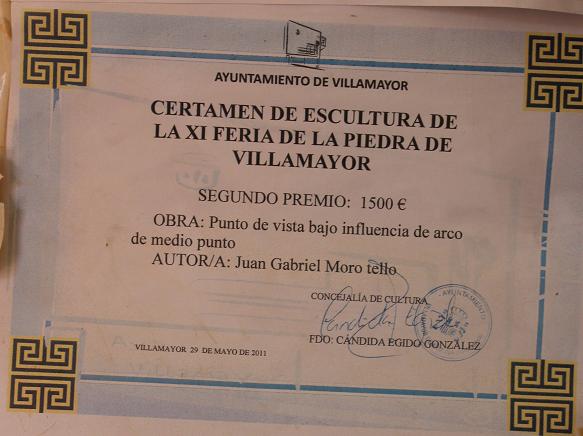 AYUNTAMIENTO DE VILLAMAYOR
CERTAMEN DE ESCULTURA DE
LA XI FERIA DE LA PIEDRA DE
VILLAMAYOR
SEGUNDO PREMIO: 1500 €
OBRA: Punto de vista bajo influencia de arco
de medio punto
AUTOR/A: Juan Gabriel Moro tello
CONCEJALÍA DE CULTURA
AYUNTAMIENTO
VILLAMAYOR 29 DE MAYO DE 2011
FDO: CÁNDIDA EGIDO GONZÁLEZ